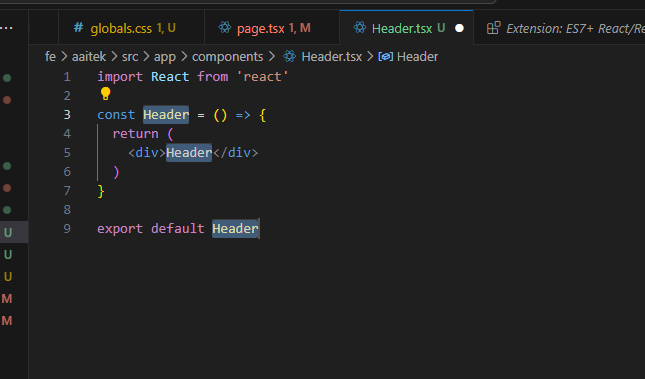 # globals.css 1, U page.tsx 1, M Header.tsx U Extension: ES7+ React/Re
fe > aaitek > src > app > components > Header.tsx > Header
1 import React from 'react'
2
3 const Header = () => {
4 return (
5 <div>Header</div>
6 )
7 }
8
9 export default Header
U
U
U
M
M